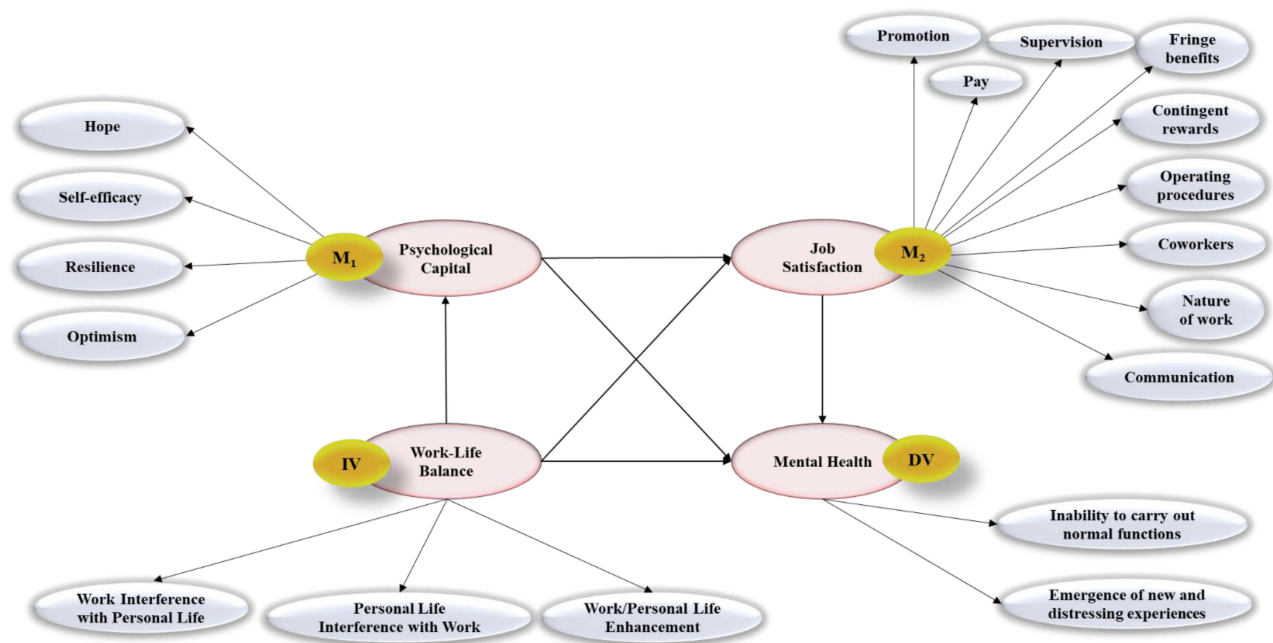 Promotion
Supervision
Fringe
benefits
Pay
Hope
Contingent
rewards
Self-efficacy
Operating
procedures
Resilience
M1
Psychological
Capital
Job
Satisfaction
M2
Coworkers
Optimism
Nature
of work
Communication
IV
Work-Life
Balance
Mental Health
DV
Inability to carry out
normal functions
Work Interference
with Personal Life
Personal Life
Interference with Work
Work/Personal Life
Enhancement
Emergence of new and
distressing experiences